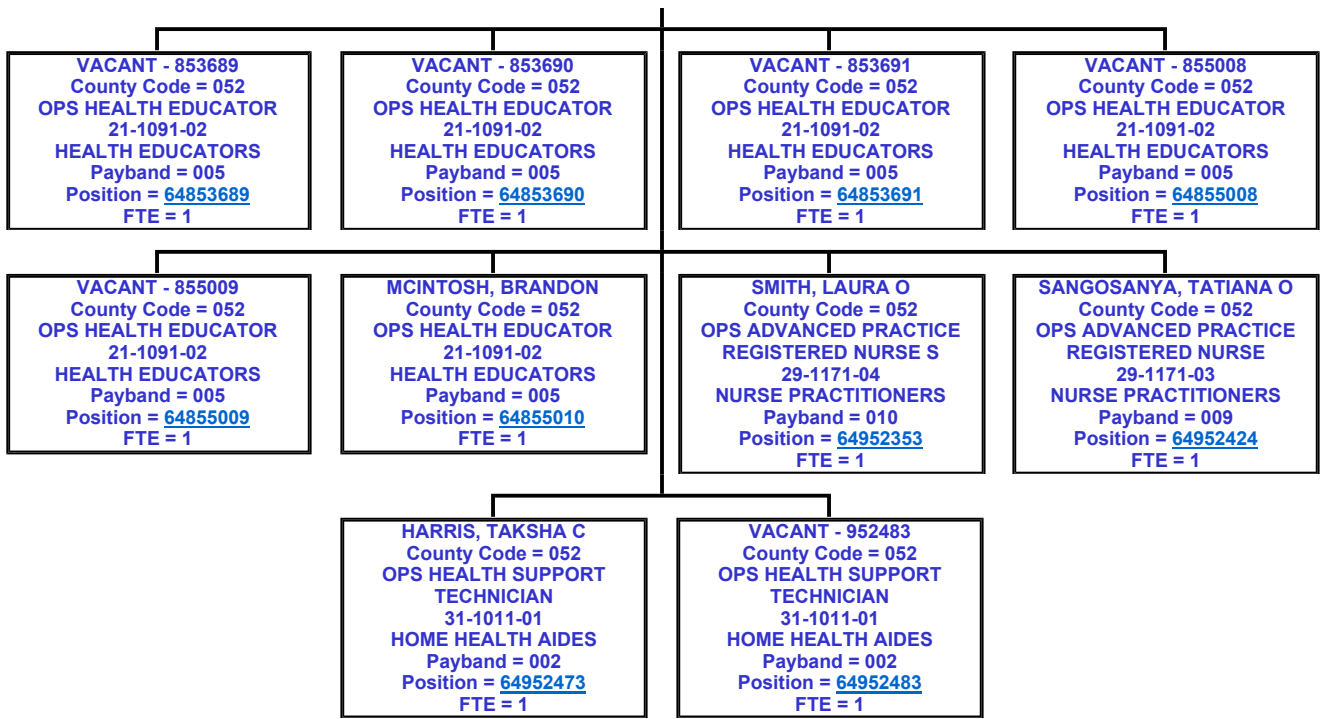 VACANT - 853689
County Code = 052
OPS HEALTH EDUCATOR
21-1091-02
HEALTH EDUCATORS
Payband = 005
Position = 64853689
FTE = 1
VACANT - 853690
County Code = 052
OPS HEALTH EDUCATOR
21-1091-02
HEALTH EDUCATORS
Payband = 005
Position = 64853690
FTE = 1
VACANT - 853691
County Code = 052
OPS HEALTH EDUCATOR
21-1091-02
HEALTH EDUCATORS
Payband = 005
Position = 64853691
FTE = 1
VACANT - 855008
County Code = 052
OPS HEALTH EDUCATOR
21-1091-02
HEALTH EDUCATORS
Payband = 005
Position = 64855008
FTE = 1
VACANT - 855009
County Code = 052
OPS HEALTH EDUCATOR
21-1091-02
HEALTH EDUCATORS
Payband = 005
Position = 64855009
FTE = 1
MCINTOSH, BRANDON
County Code = 052
OPS HEALTH EDUCATOR
21-1091-02
HEALTH EDUCATORS
Payband = 005
Position = 64855010
FTE = 1
SMITH, LAURA O
County Code = 052
OPS ADVANCED PRACTICE
REGISTERED NURSE S
29-1171-04
NURSE PRACTITIONERS
Payband = 010
Position = 64952353
FTE = 1
SANGOSANYA, TATIANA O
County Code = 052
OPS ADVANCED PRACTICE
REGISTERED NURSE
29-1171-03
NURSE PRACTITIONERS
Payband = 009
Position = 64952424
FTE = 1
HARRIS, TAKSHA C
County Code = 052
OPS HEALTH SUPPORT
TECHNICIAN
31-1011-01
HOME HEALTH AIDES
Payband = 002
Position = 64952473
FTE = 1
VACANT - 952483
County Code = 052
OPS HEALTH SUPPORT
TECHNICIAN
31-1011-01
HOME HEALTH AIDES
Payband = 002
Position = 64952483
FTE = 1